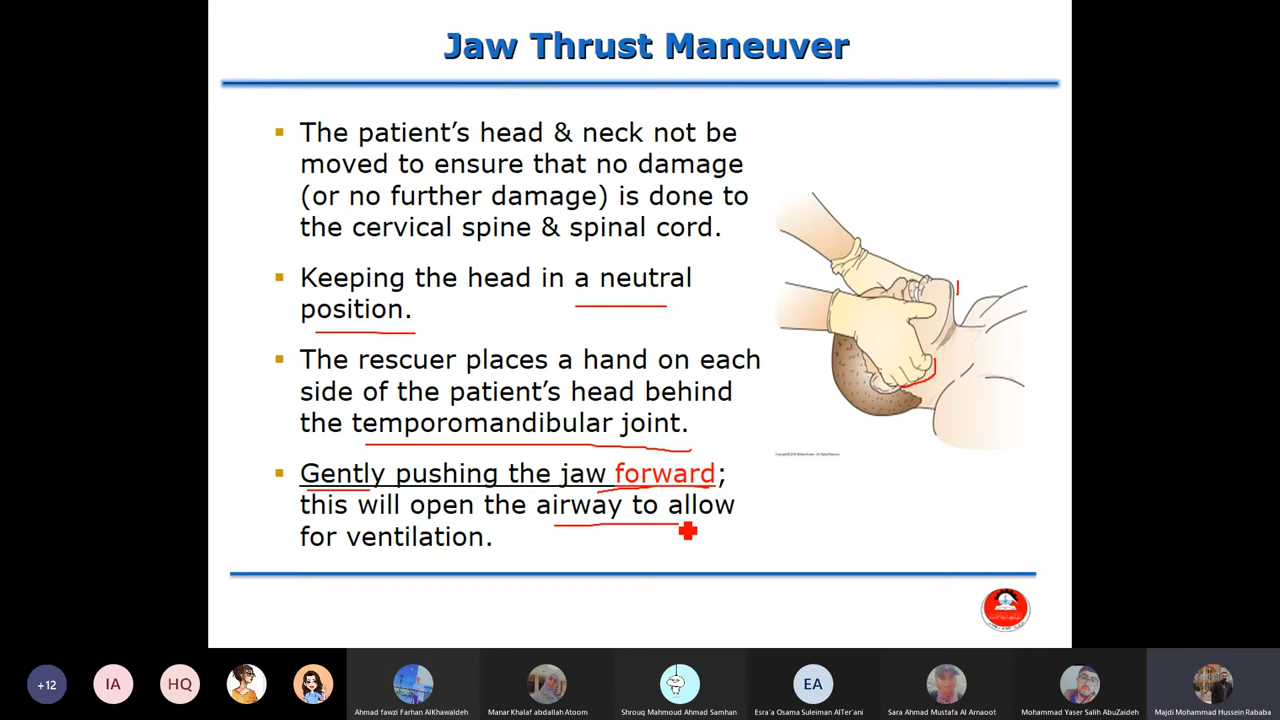 Jaw Thrust Maneuver
The patient's head & neck not be
moved to ensure that no damage
(or no further damage) is done to
the cervical spine & spinal cord.
Keeping the head in a neutral
position.
The rescuer places a hand on each
side of the patient's head behind
the temporomandibular joint.
Gently pushing the jaw forward;
this will open the airway to allow
for ventilation.
+12
IA
HQ
EA
Ahmad fawzi Farhan AlKhawaldeh
Manar Khalaf abdallah Atoom
Shrouq Mahmoud Ahmad Samhan
Esra'a Osama Suleiman AlTer'ani
Sara Ahmad Mustafa Al Arnaoot
Mohammad Yaser Salih AbuZaideh
Majdi Mohammad Hussein Rababa